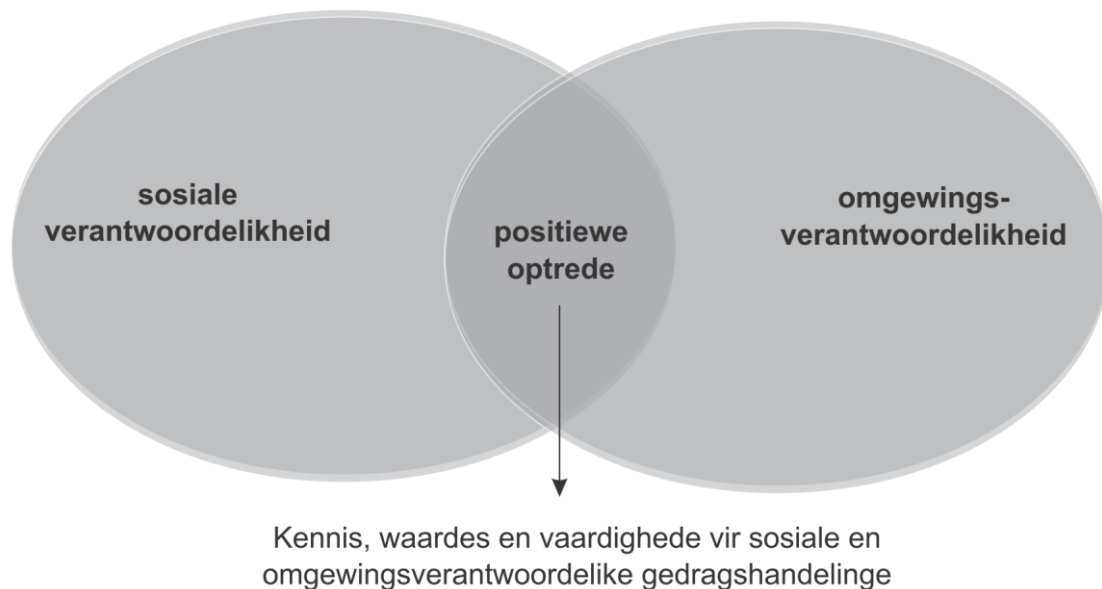 sosiale
verantwoordelikheid
positiewe
optrede
omgewings-
verantwoordelikheid
Kennis, waardes en vaardighede vir sosiale en
omgewingsverantwoordelike gedragshandelinge